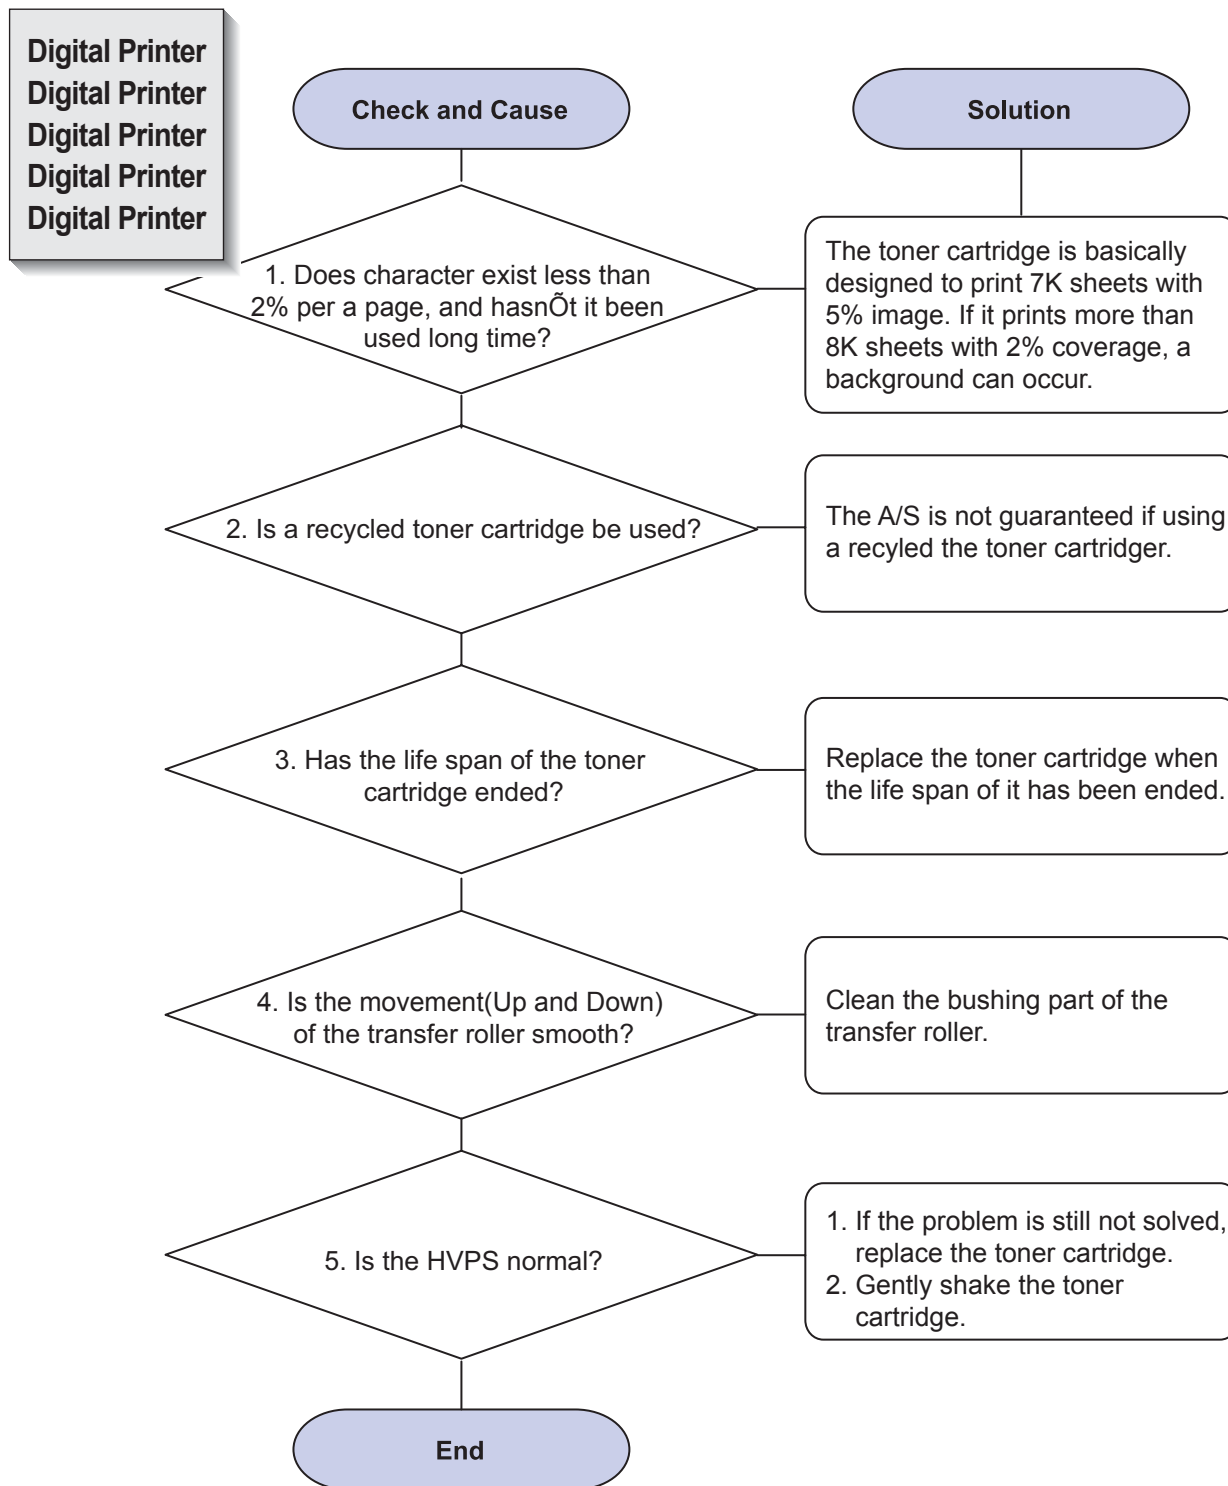 Digital Printer
Digital Printer
Digital Printer
Digital Printer
Digital Printer
Check and Cause
Solution
1. Does character exist less than
2% per a page, and hasnÕt it been
used long time?
The toner cartridge is basically
designed to print 7K sheets with
5% image. If it prints more than
8K sheets with 2% coverage, a
background can occur.
2. Is a recycled toner cartridge be used?
The A/S is not guaranteed if using
a recyled the toner cartridger.
3. Has the life span of the toner
cartridge ended?
Replace the toner cartridge when
the life span of it has been ended.
4. Is the movement(Up and Down)
of the transfer roller smooth?
Clean the bushing part of the
transfer roller.
5. Is the HVPS normal?
1. If the problem is still not solved,
replace the toner cartridge.
2. Gently shake the toner
cartridge.
End